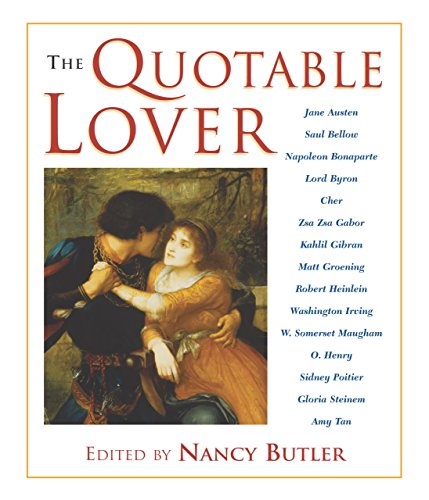 THE QUOTABLE
LOVER
Jane Austen
Saul Bellow
Napoleon Bonaparte
Lord Byron
Cher
Zsa Zsa Gabor
Kahlil Gibran
Matt Groening
Robert Heinlein
Washington Irving
W. Somerset Maugham
O. Henry
Sidney Poitier
Gloria Steinem
Amy Tan
EDITED BY NANCY BUTLER